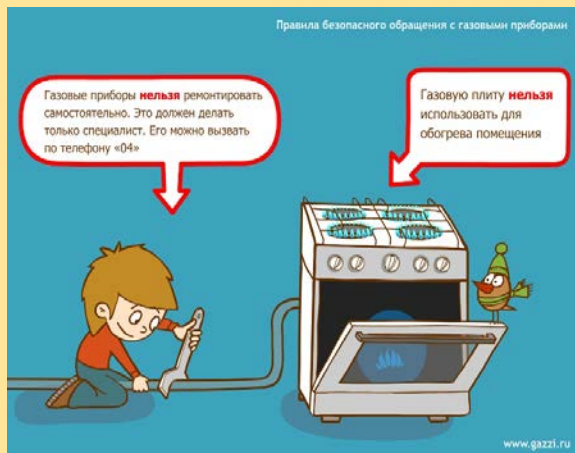 Правила безопасного обращения с газовыми приборами
Газовые приборы нельзя ремонтировать
самостоятельно. Это должен делать
только специалист. Его можно вызвать
по телефону «04»
Газовую плиту нельзя
использовать для
обогрева помещения
www.gazzi.ru